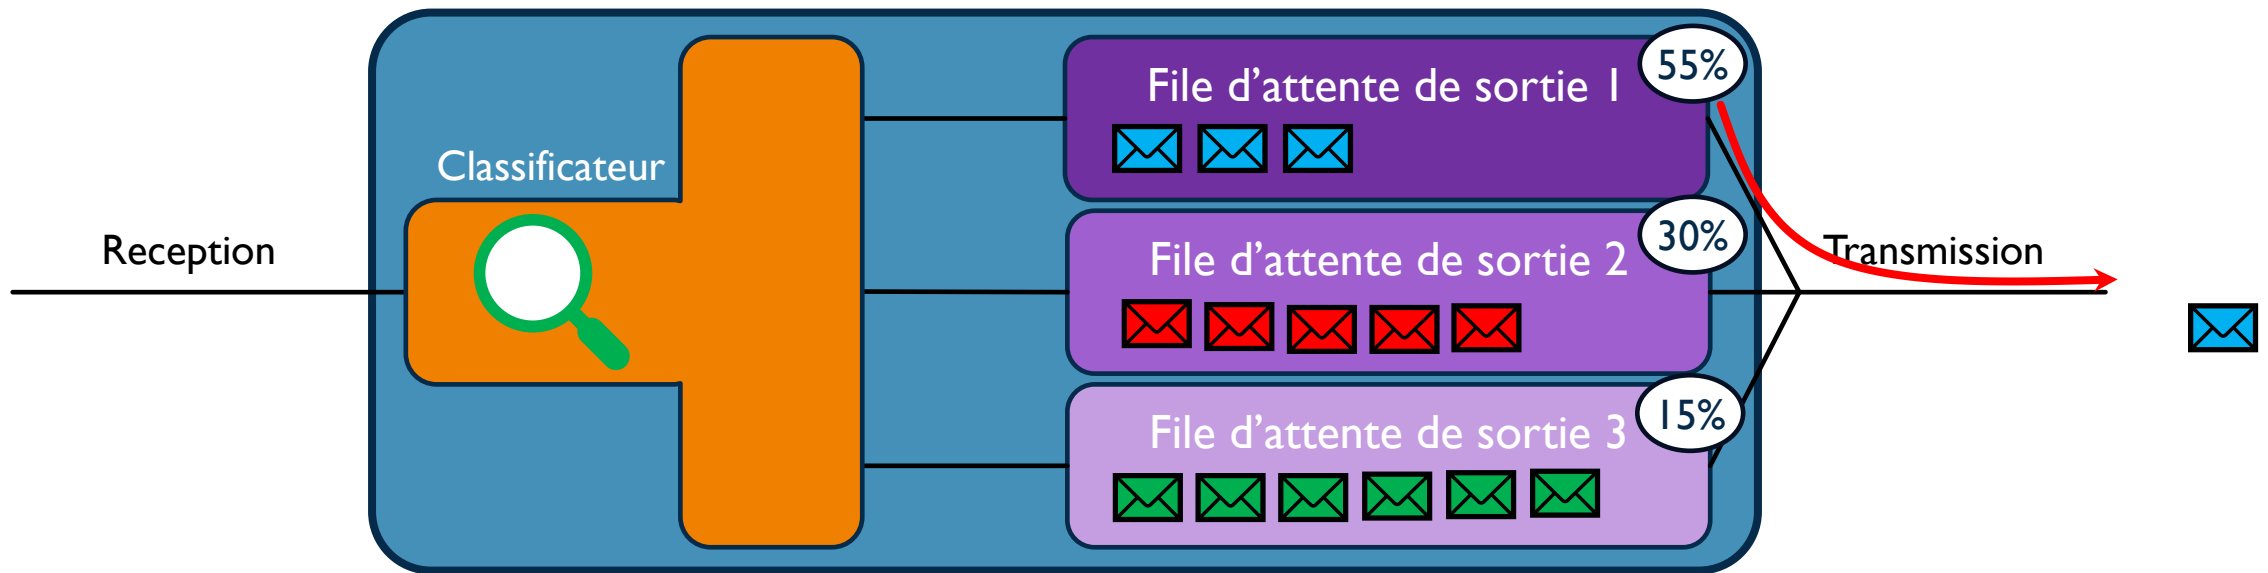 Reception
Classificateur
File d’attente de sortie 1
55%
File d’attente de sortie 2
30%
File d’attente de sortie 3
15%
Transmission